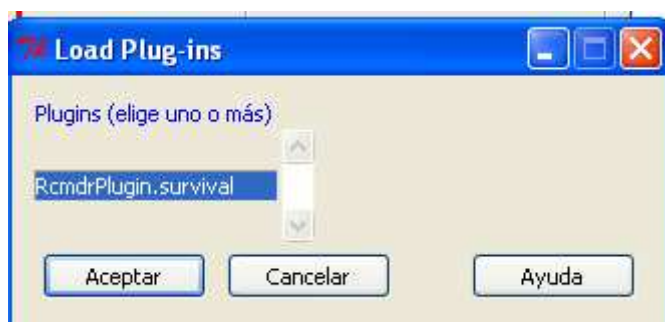 Load Plug-ins
Plugins (elige uno o más)
RcmdrPlugin.survival
Aceptar Cancelar Ayuda